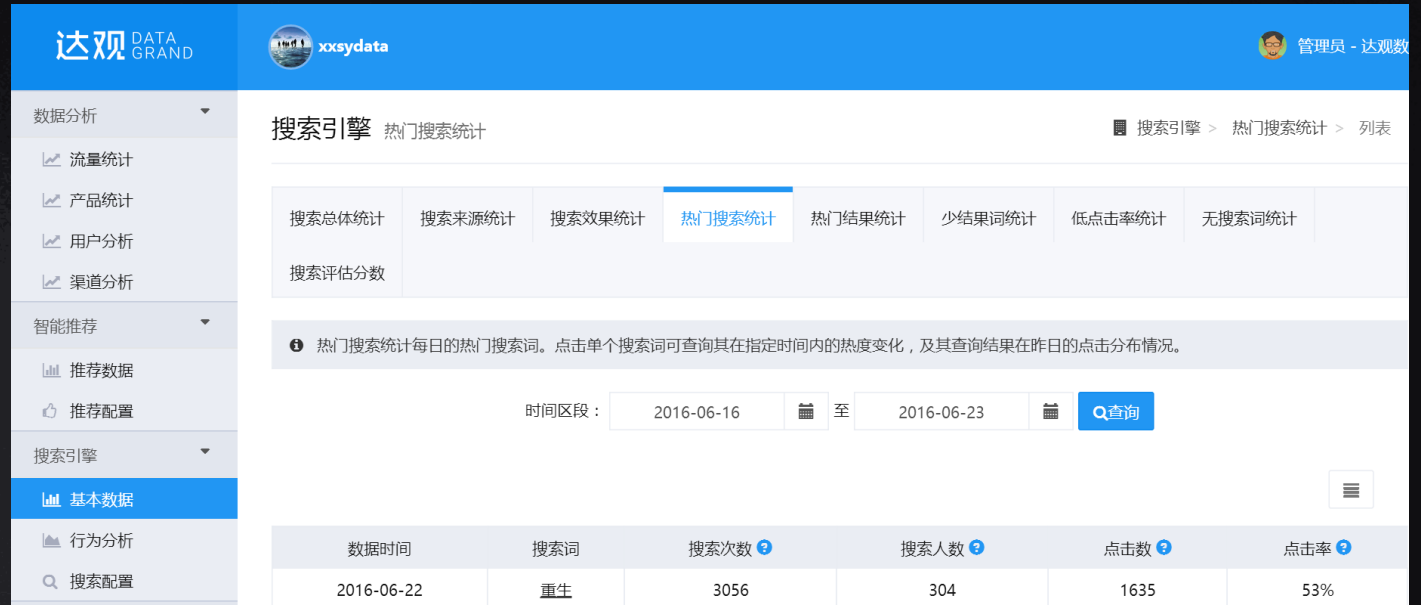 达观 DATA GRAND
xxsydata
管理员 - 达观数
数据分析
流量统计
产品统计
用户分析
渠道分析
智能推荐
推荐数据
推荐配置
搜索引擎
基本数据
行为分析
搜索配置
搜索引擎 热门搜索统计
搜索引擎 > 热门搜索统计 > 列表
搜索总体统计 搜索来源统计 搜索效果统计 热门搜索统计 热门结果统计 少结果词统计 低点击率统计 无搜索词统计
搜索评估分数
热门搜索统计每日的热门搜索词。点击单个搜索词可查询其在指定时间内的热度变化，及其查询结果在昨日的点击分布情况。
时间区段： 2016-06-16 至 2016-06-23 查询
数据时间 搜索词 搜索次数 搜索人数 点击数 点击率
2016-06-22 重生 3056 304 1635 53%